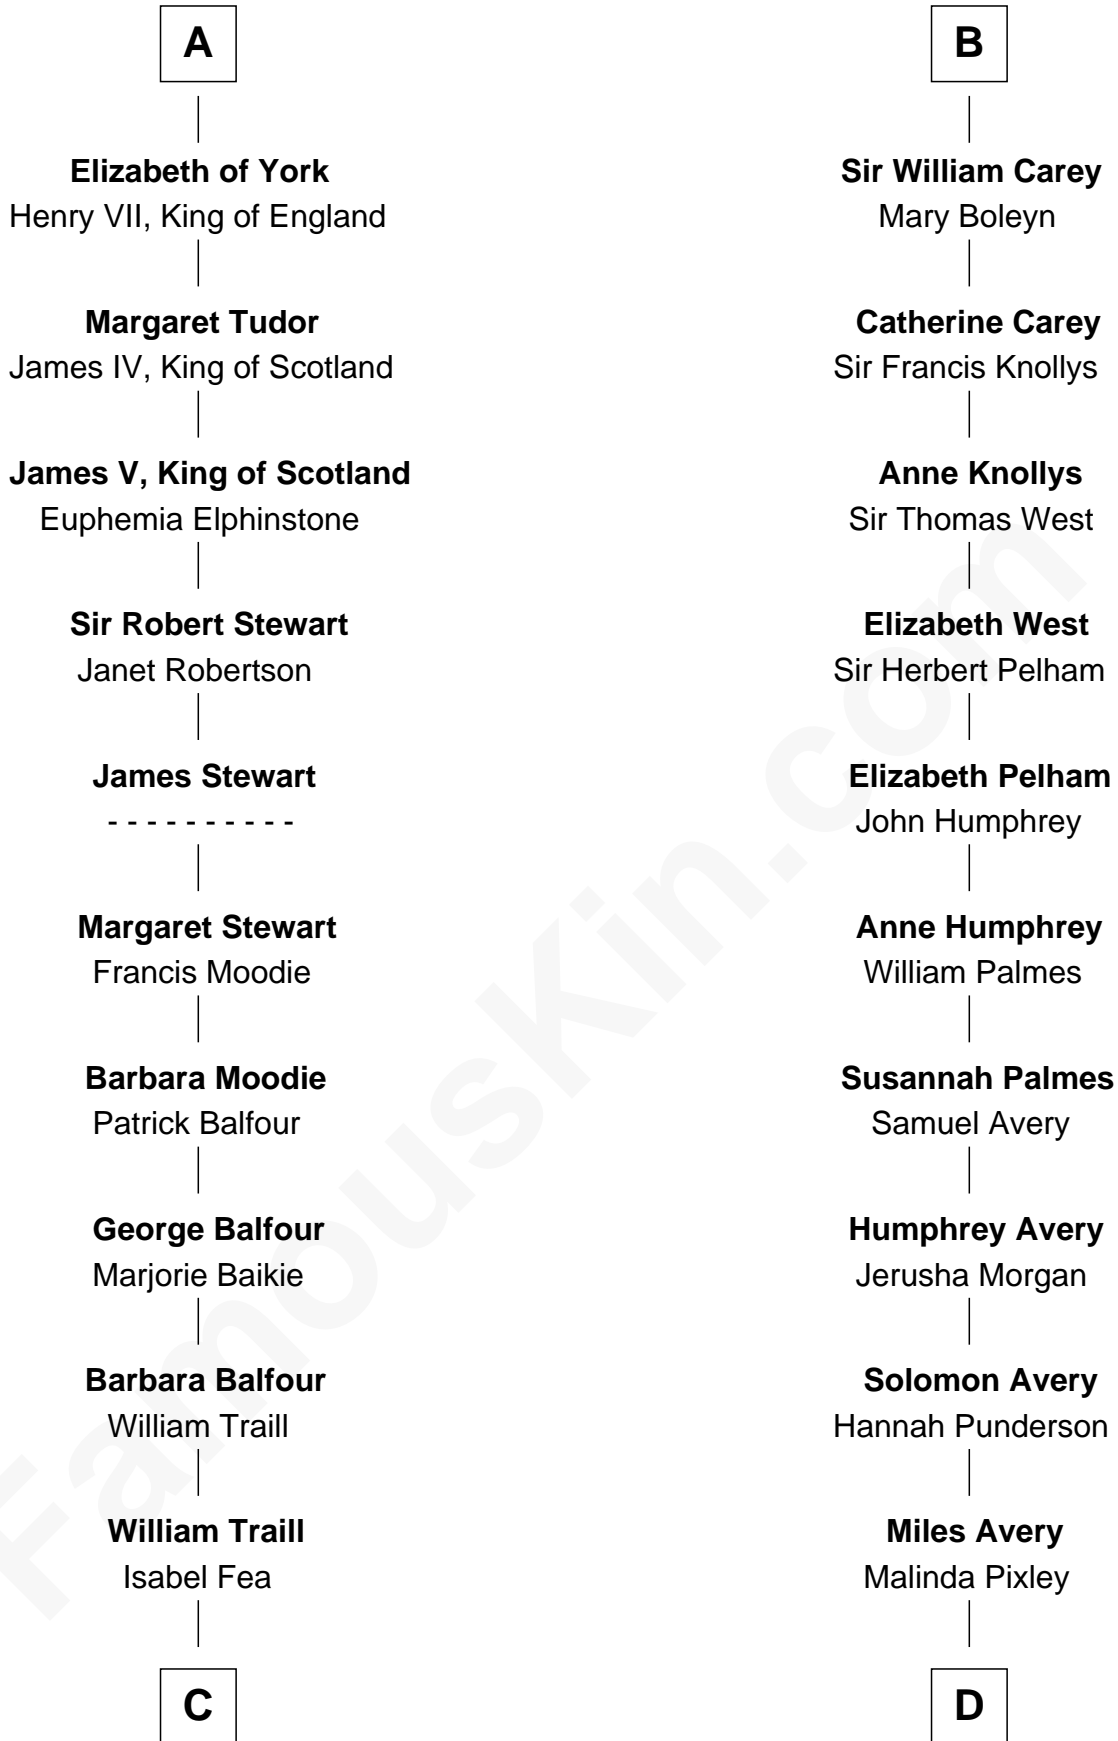 A
Elizabeth of York
Henry VII, King of England
Margaret Tudor
James IV, King of Scotland
James V, King of Scotland
Euphemia Elphinstone
Sir Robert Stewart
Janet Robertson
James Stewart
- - - - - - - - - -
Margaret Stewart
Francis Moodie
Barbara Moodie
Patrick Balfour
George Balfour
Marjorie Baikie
Barbara Balfour
William Traill
William Traill
Isabel Fea
C
B
Sir William Carey
Mary Boleyn
Catherine Carey
Sir Francis Knollys
Anne Knollys
Sir Thomas West
Elizabeth West
Sir Herbert Pelham
Elizabeth Pelham
John Humphrey
Anne Humphrey
William Palmes
Susannah Palmes
Samuel Avery
Humphrey Avery
Jerusha Morgan
Solomon Avery
Hannah Punderson
Miles Avery
Malinda Pixley
D
FamousKin.com